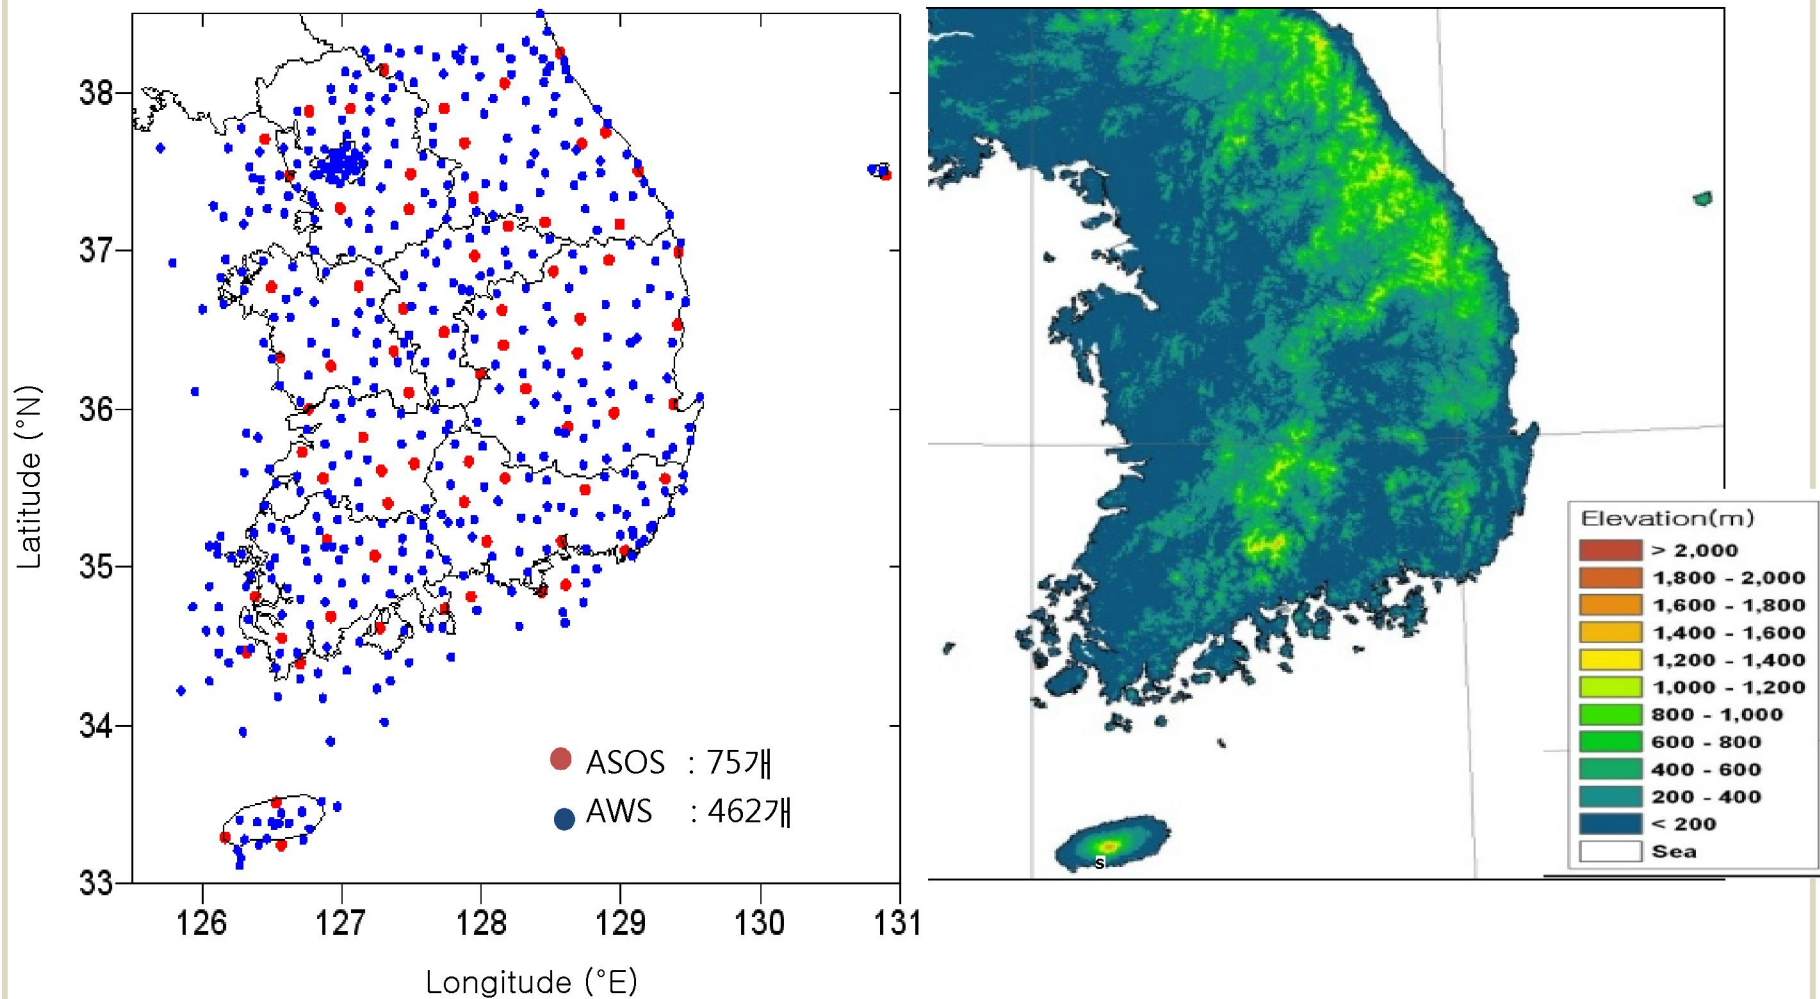 38
37
36
35
34
33
126 127 128 129 130 131
Latitude (°N)
Longitude (°E)
ASOS : 75개
AWS : 462개
s
Elevation(m)
> 2,000
1,800 - 2,000
1,600 - 1,800
1,400 - 1,600
1,200 - 1,400
1,000 - 1,200
800 - 1,000
600 - 800
400 - 600
200 - 400
< 200
Sea